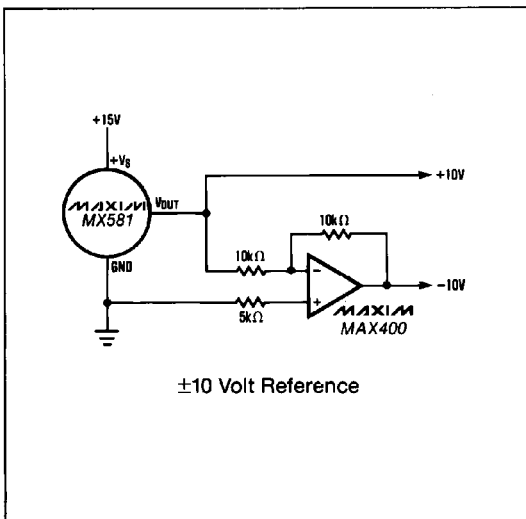 +15V
+VS
MAXIM
MX581
VOUT
GND
+10V
10kΩ
10kΩ
5kΩ
-
+
-10V
MAXIM
MAX400
±10 Volt Reference